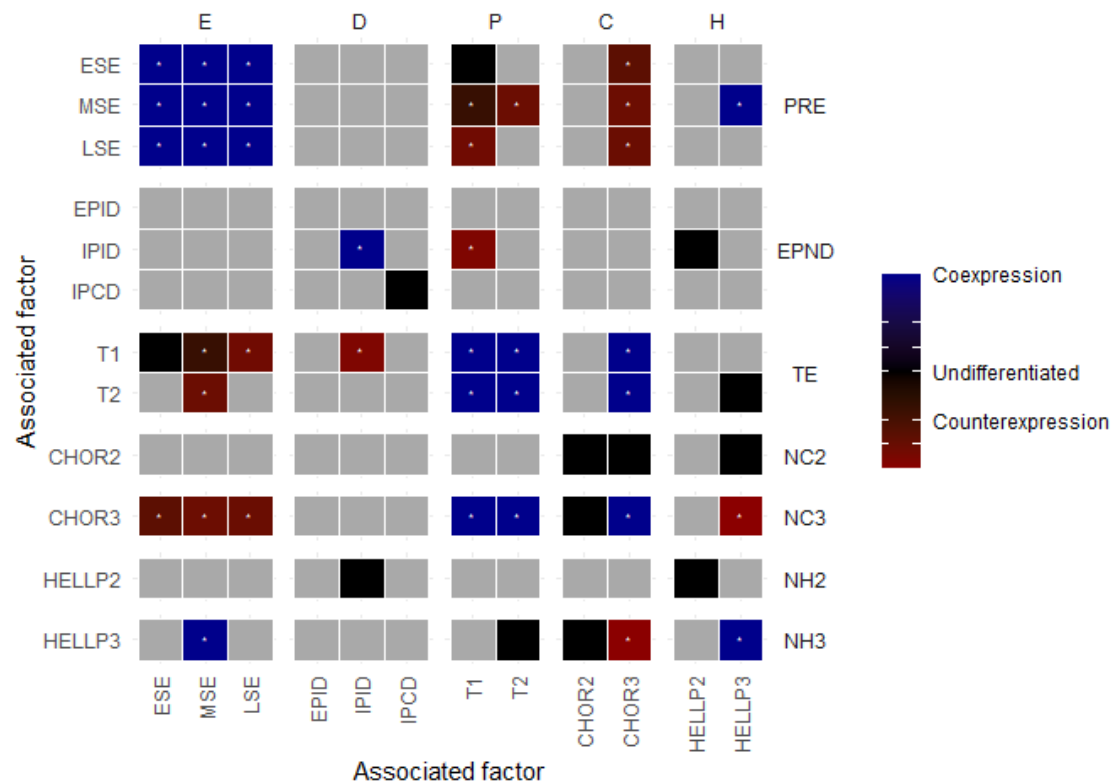 E D P C H
ESE * * * * *
MSE * * * * * * * PRE
LSE * * * * *
EPID
IPID * * EPND
IPCD
Coexpression
T1 * * * * * *
TE
T2 * * * *
Undifferentiated
Counterexpression
CHOR2 NC2
CHOR3 * * * * * * * NC3
HELLP2 NH2
HELLP3 * * * NH3
Associated factor
ESE MSE LSE EPID IPID IPCD T1 T2 CHOR2 CHOR3 HELLP2 HELLP3
Associated factor